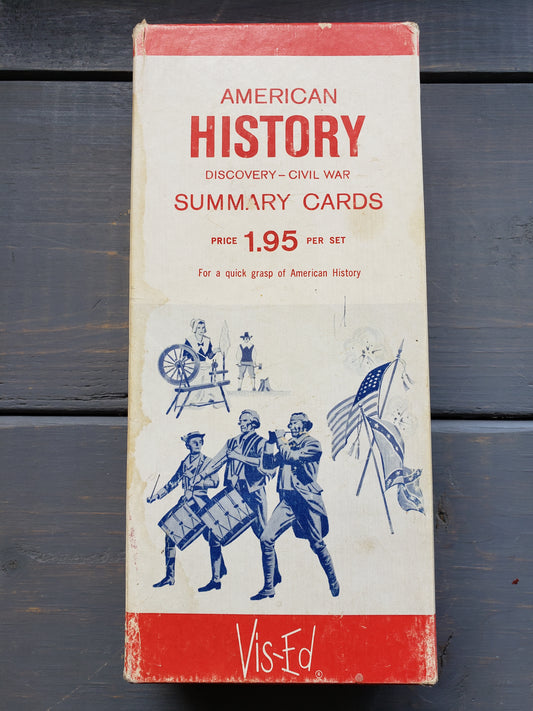 AMERICAN
HISTORY
DISCOVERY – CIVIL WAR
SUMMARY CARDS
PRICE 1.95 PER SET
For a quick grasp of American History
Vis-Ed®